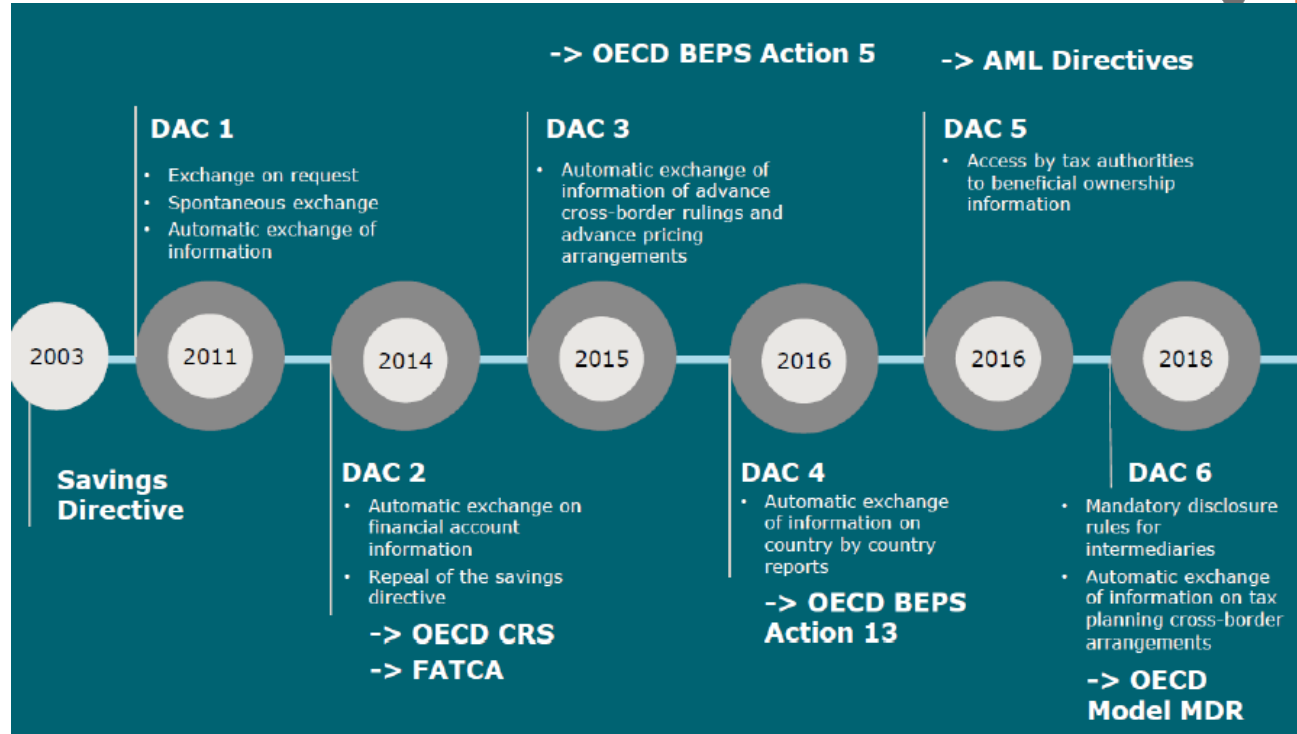 -> OECD BEPS Action 5
-> AML Directives
DAC 1
• Exchange on request
• Spontaneous exchange
• Automatic exchange of
information
DAC 3
• Automatic exchange of
information of advance
cross-border rulings and
advance pricing
arrangements
DAC 5
• Access by tax authorities
to beneficial ownership
information
2003
2011
2014
2015
2016
2016
2018
Savings
Directive
DAC 2
• Automatic exchange on
financial account
information
• Repeal of the savings
directive
-> OECD CRS
-> FATCA
DAC 4
• Automatic exchange
of information on
country by country
reports
-> OECD BEPS
Action 13
DAC 6
• Mandatory disclosure
rules for
intermediaries
• Automatic exchange
of information on tax
planning cross-border
arrangements
-> OECD
Model MDR